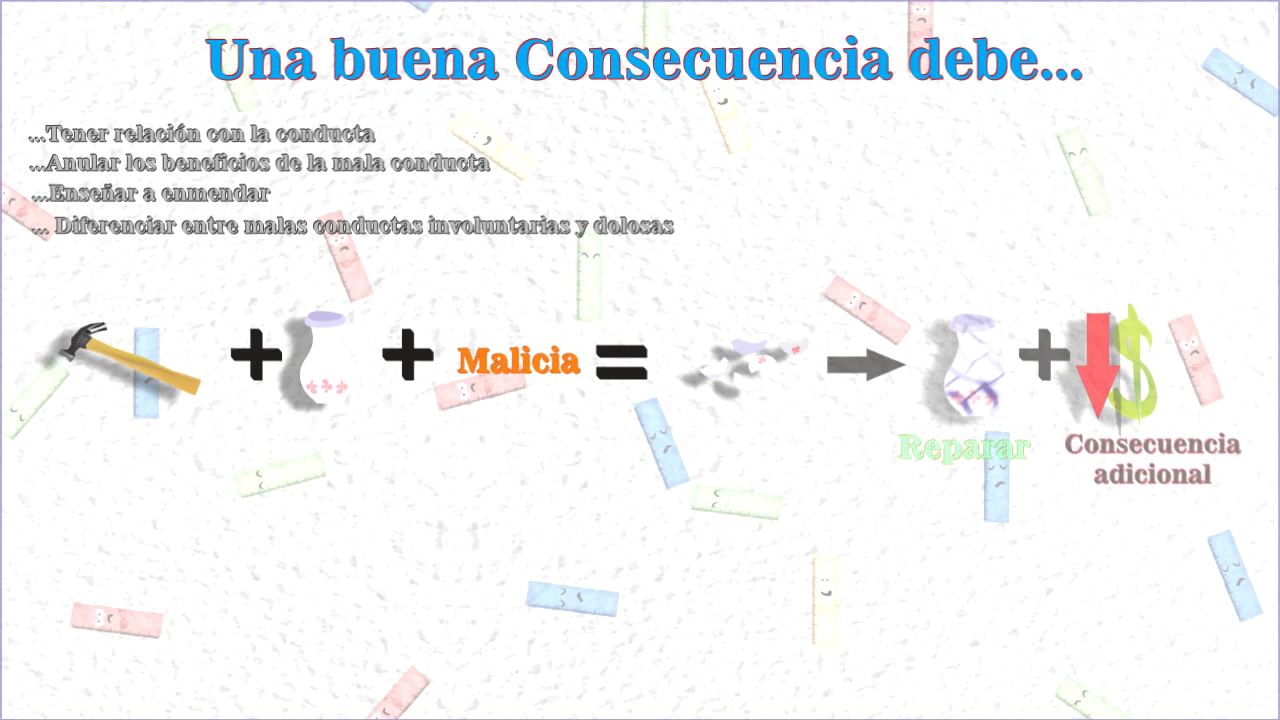 Una buena Consecuencia debe...
...Tener relación con la conducta
...Anular los beneficios de la mala conducta
...Enseñar a enmendar
... Diferenciar entre malas conductas involuntarias y dolosas
+ + Malicia = + $
Reparar
Consecuencia
adicional